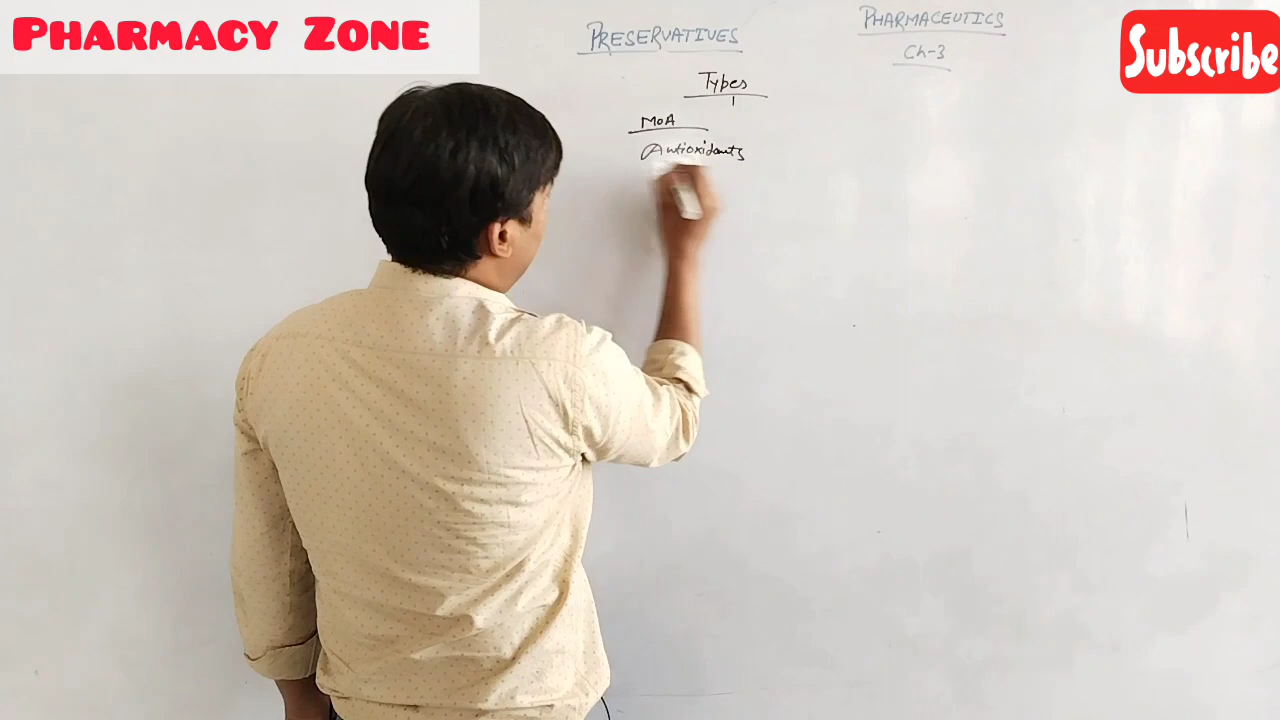 PHARMACY ZONE
PRESERVATIVES
PHARMACEUTICS
Ch-3
Subscribe
Types
MOA
Antioxidants